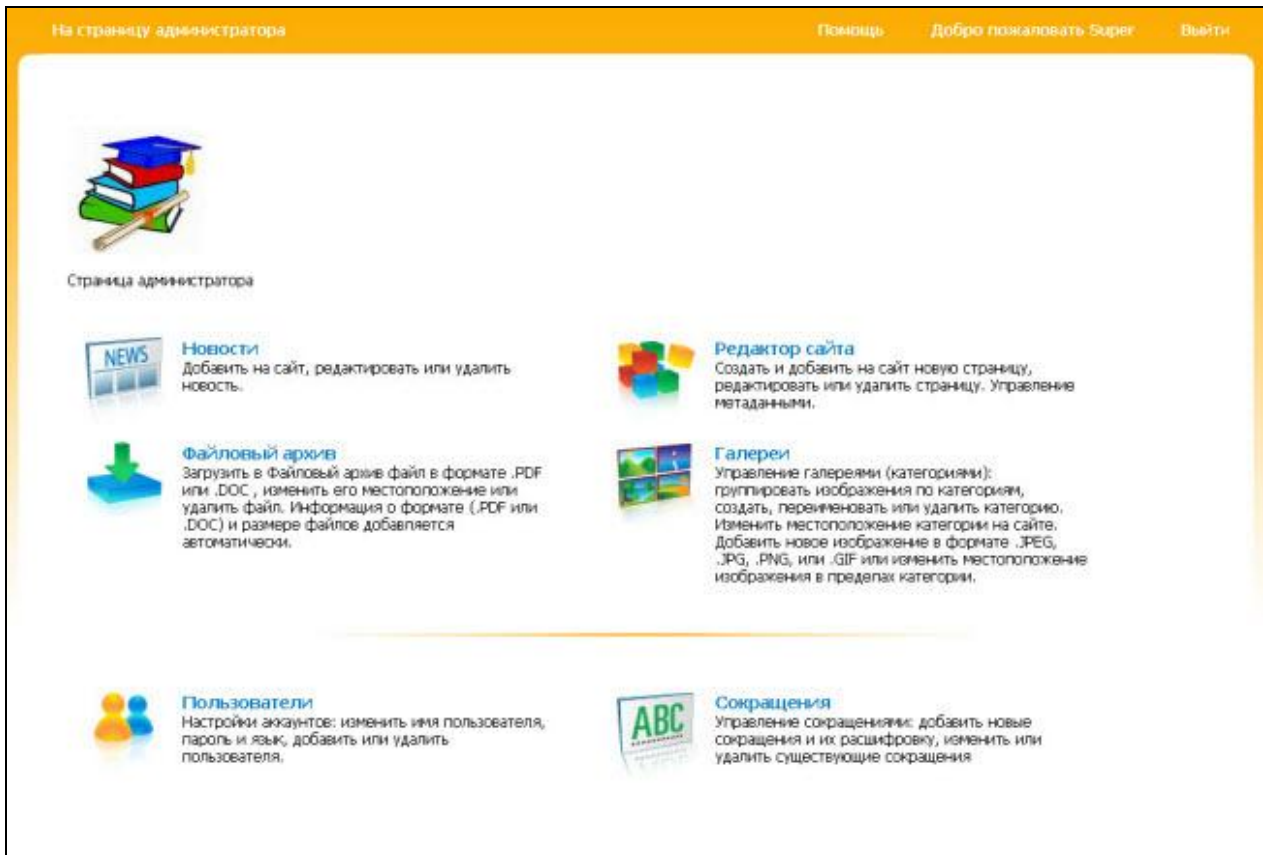 На страницу администратора
Помощь
Добро пожаловать Super
Выйти
Страница администратора
NEWS
Новости
Добавить на сайт, редактировать или удалить
новость.
Редактор сайта
Создать и добавить на сайт новую страницу,
редактировать или удалить страницу. Управление
метаданными.
Файловый архив
Загрузить в Файловый архив файл в формате .PDF
или .DOC , изменить его местоположение или
удалить файл. Информация о формате (.PDF или
.DOC) и размере файлов добавляется
автоматически.
Галереи
Управление галереями (категориями):
группировать изображения по категориям,
создать, переименовать или удалить категорию.
Изменить местоположение категории на сайте.
Добавить новое изображение в формате .JPEG,
.JPG, .PNG, или .GIF или изменить местоположение
изображения в пределах категории.
Пользователи
Настройки аккаунтов: изменить имя пользователя,
пароль и язык, добавить или удалить
пользователя.
ABC
Сокращения
Управление сокращениями: добавить новые
сокращения и их расшифровку, изменить или
удалить существующие сокращения